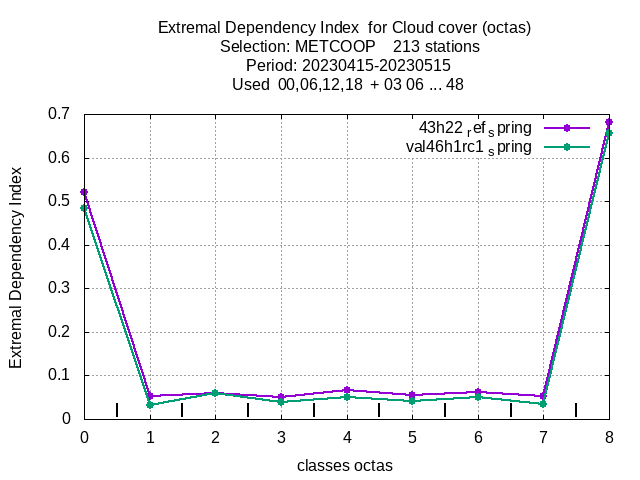 Extremal Dependency Index  for Cloud cover (octas)
Selection: METCOOP    213 stations
Period: 20230415-20230515
Used  00,06,12,18  + 03 06 ... 48
43h22 ref spring
val46h1rc1 spring
Extremal Dependency Index
0.7
0.6
0.5
0.4
0.3
0.2
0.1
0
0 1 2 3 4 5 6 7 8
classes octas